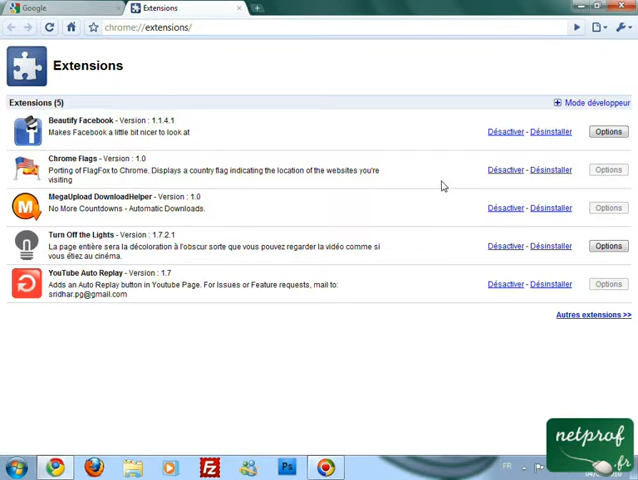 Google
Extensions
chrome://extensions/
Extensions
Extensions (5)
Mode développeur
Beautify Facebook - Version : 1.1.4.1
Makes Facebook a little bit nicer to look at
Désactiver - Désinstaller
Options
Chrome Flags - Version : 1.0
Porting of FlagFox to Chrome. Displays a country flag indicating the location of the websites you're
visiting
Désactiver - Désinstaller
Options
MegaUpload DownloadHelper - Version : 1.0
No More Countdowns - Automatic Downloads.
Désactiver - Désinstaller
Options
Turn Off the Lights - Version : 1.7.2.1
La page entière sera la décoloration à l'obscur sorte que vous pouvez regarder la vidéo comme si
vous étiez au cinéma.
Désactiver - Désinstaller
Options
YouTube Auto Replay - Version : 1.7
Adds an Auto Replay button in Youtube Page. For Issues or Feature requests, mail to:
sridhar.pg@gmail.com
Désactiver - Désinstaller
Options
Autres extensions >>
netprof
.fr
Fz
Ps
FR